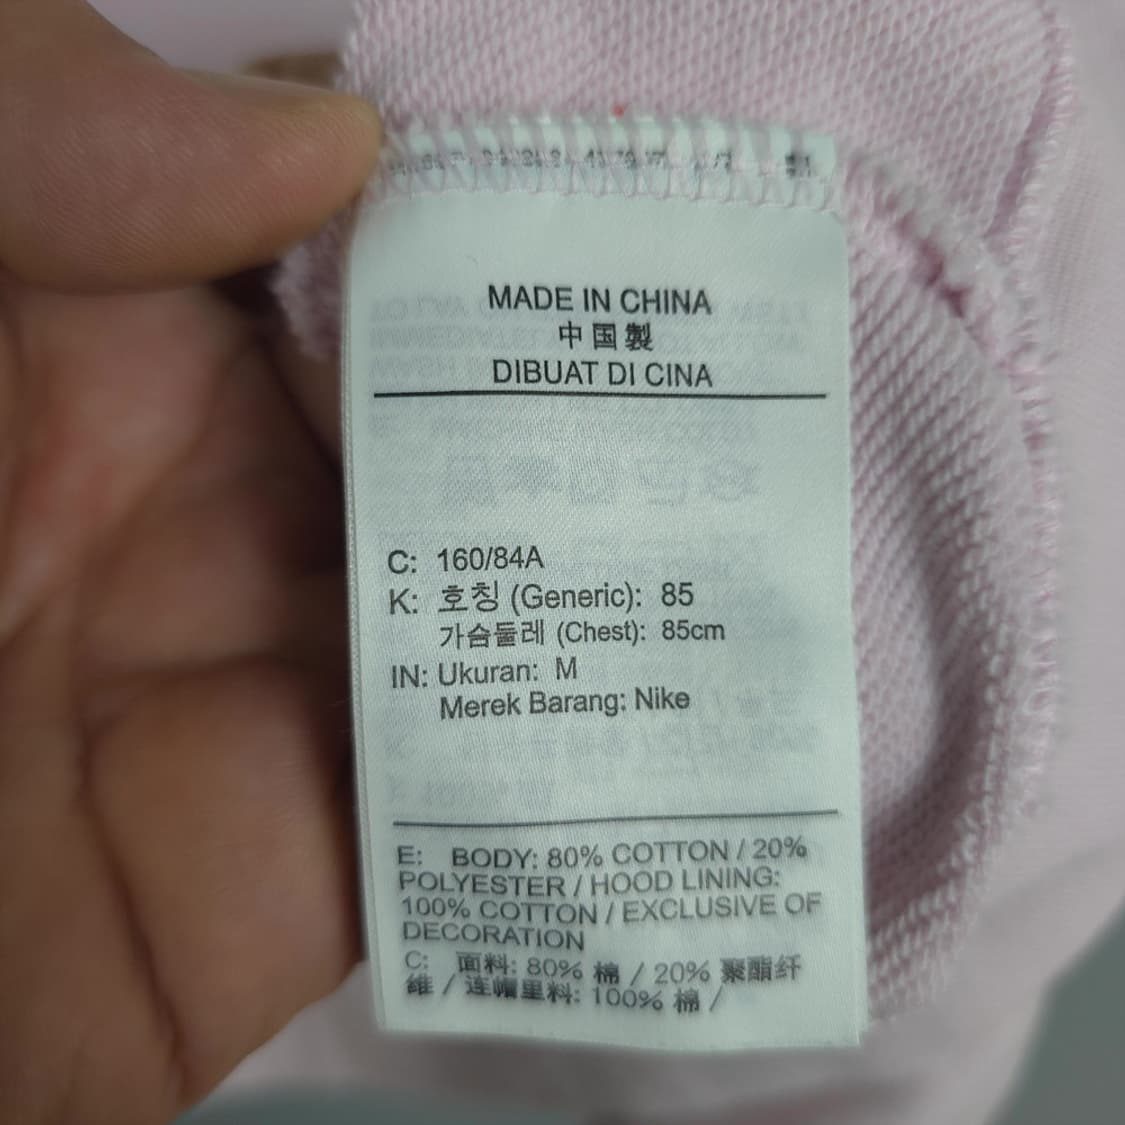 MADE IN CHINA
中国製
DIBUAT DI CINA
C: 160/84A
K: 호칭 (Generic): 85
가슴둘레 (Chest): 85cm
IN: Ukuran: M
Merek Barang: Nike
E: BODY: 80% COTTON / 20%
POLYESTER / HOOD LINING:
100% COTTON / EXCLUSIVE OF
DECORATION
C: 面料: 80% 棉 / 20% 聚酯纤
维 / 连帽里料: 100% 棉 /